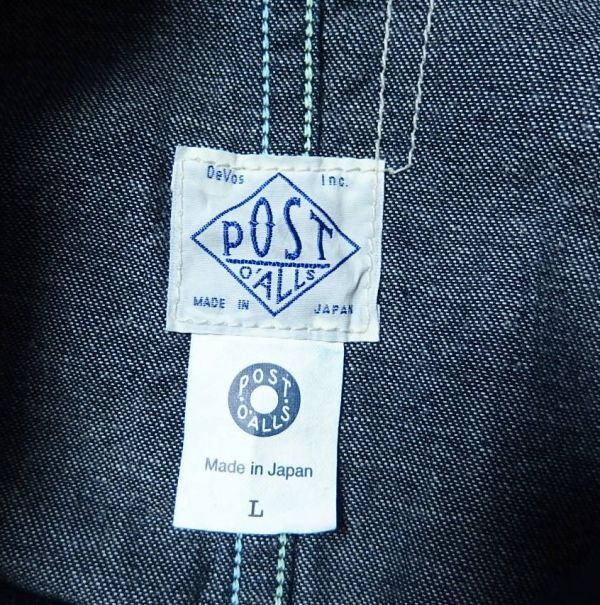 DeVos Inc.
POST
O'ALLS
MADE IN JAPAN
POST
O'ALLS
Made in Japan
L